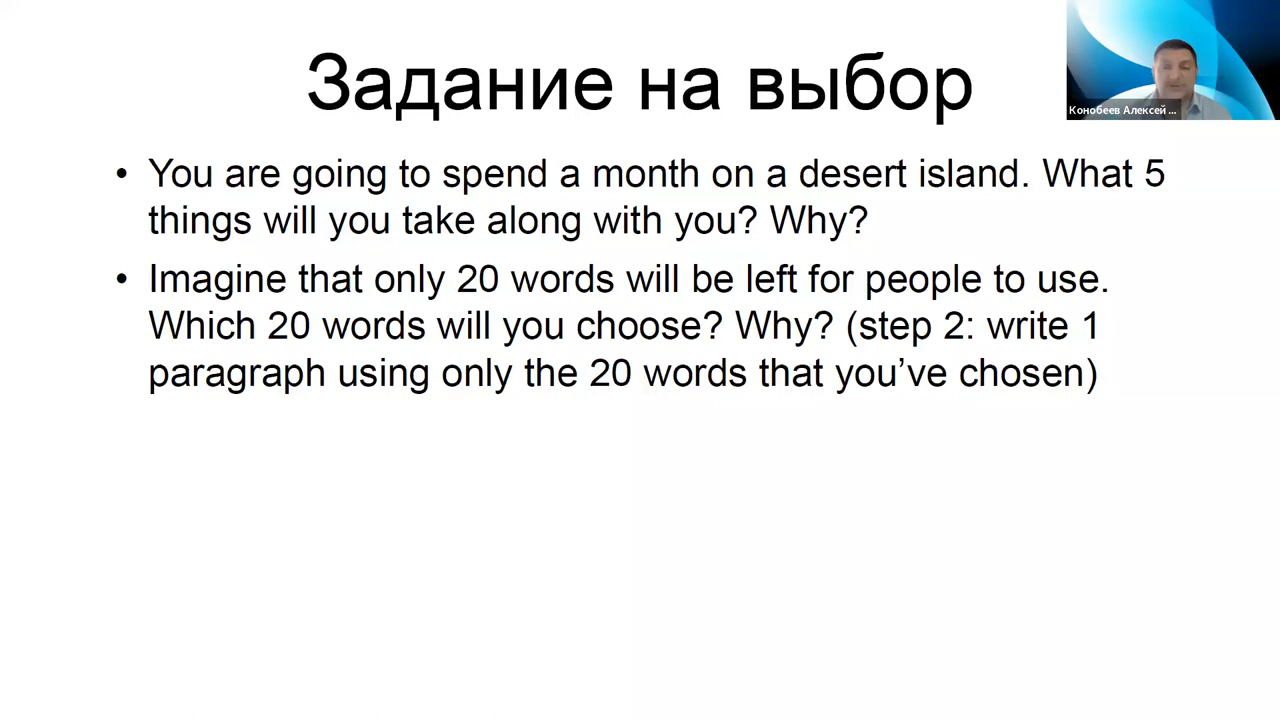 Задание на выбор
Конобеев Алексей ...
• You are going to spend a month on a desert island. What 5
things will you take along with you? Why?
• Imagine that only 20 words will be left for people to use.
Which 20 words will you choose? Why? (step 2: write 1
paragraph using only the 20 words that you’ve chosen)